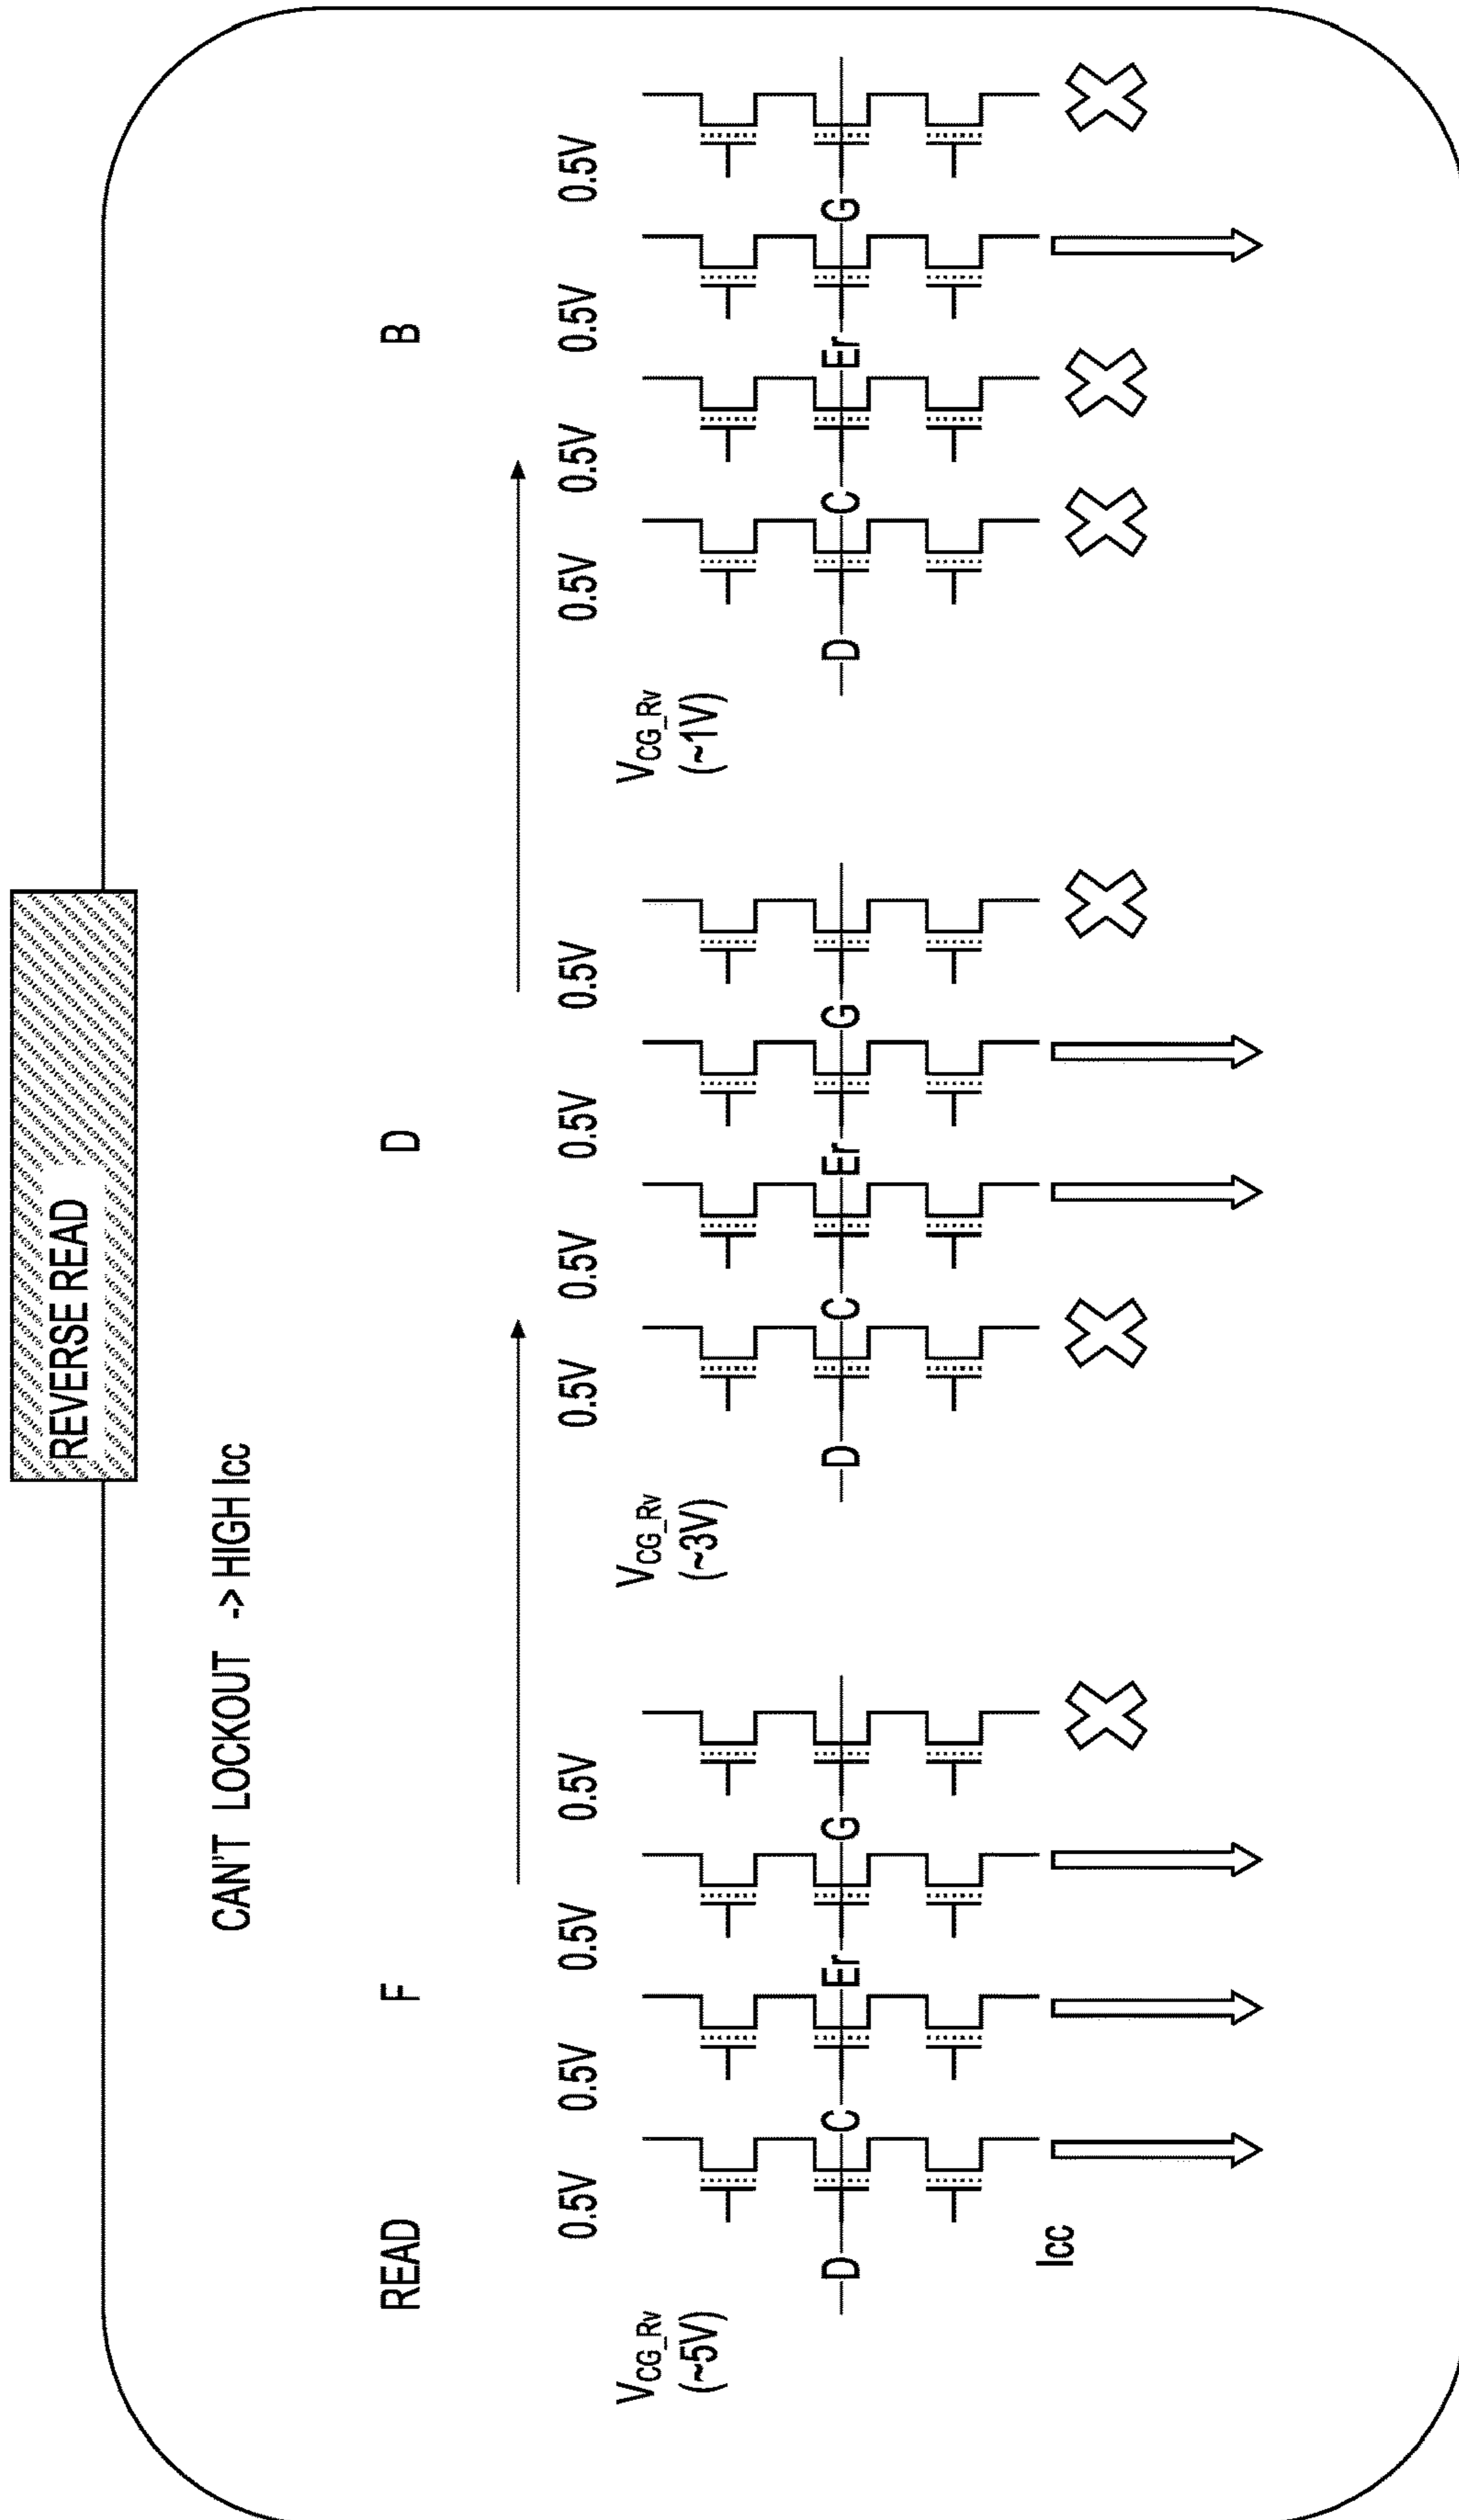 REVERSE READ
CAN'T LOCKOUT -> HIGH Icc
READ F D B
0.5V 0.5V 0.5V 0.5V 0.5V 0.5V 0.5V 0.5V 0.5V 0.5V 0.5V 0.5V
VCG_RV VCG_RV VCG_RV
(~5V) (~3V) (~1V)
D C Er G D C Er G D C Er G
Icc